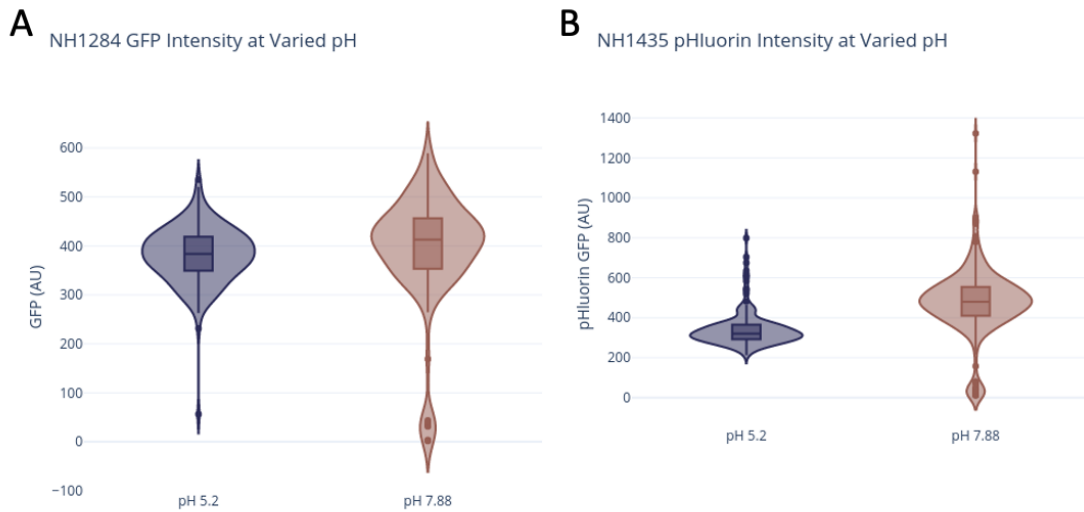 A
NH1284 GFP Intensity at Varied pH
GFP (AU)
600
500
400
300
200
100
0
−100
pH 5.2
pH 7.88
B
NH1435 pHluorin Intensity at Varied pH
pHluorin GFP (AU)
1400
1200
1000
800
600
400
200
0
pH 5.2
pH 7.88